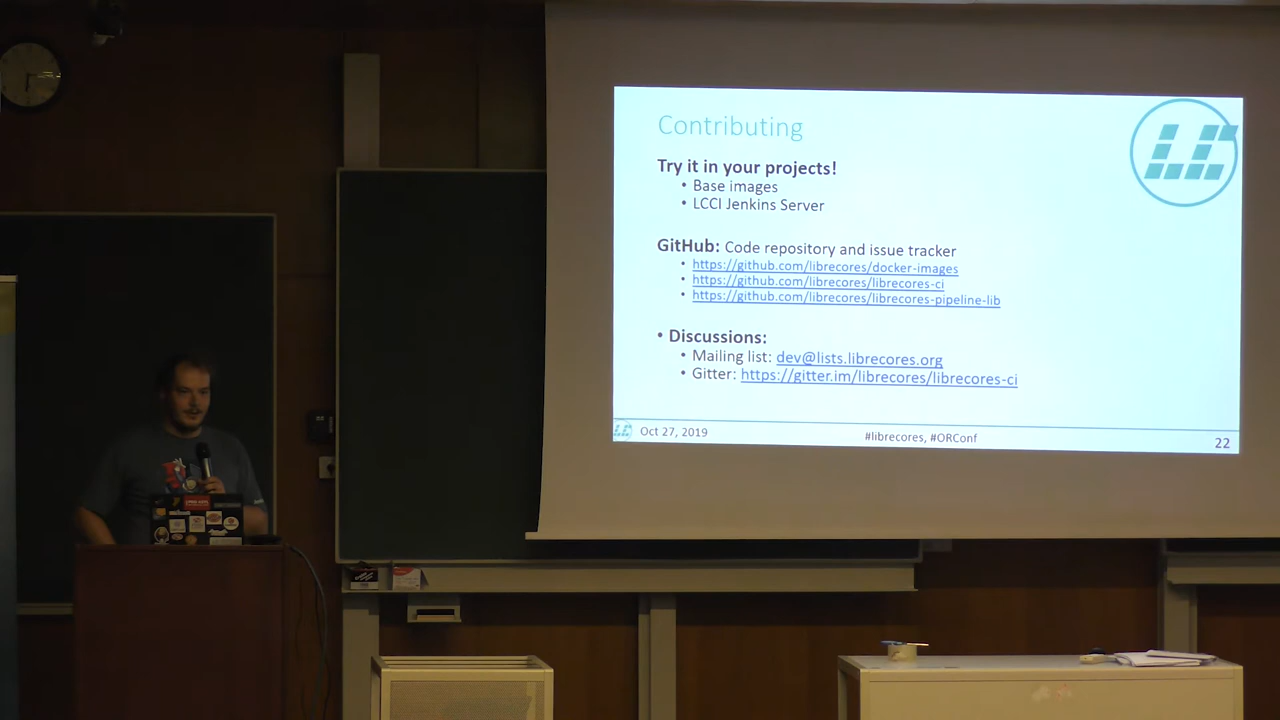 Contributing
Try it in your projects!
• Base images
• LCCI Jenkins Server
GitHub: Code repository and issue tracker
• https://github.com/librecores/docker-images
• https://github.com/librecores/librecores-ci
• https://github.com/librecores/librecores-pipeline-lib
• Discussions:
• Mailing list: dev@lists.librecores.org
• Gitter: https://gitter.im/librecores/librecores-ci
LC
Oct 27, 2019
#librecores, #ORConf
22